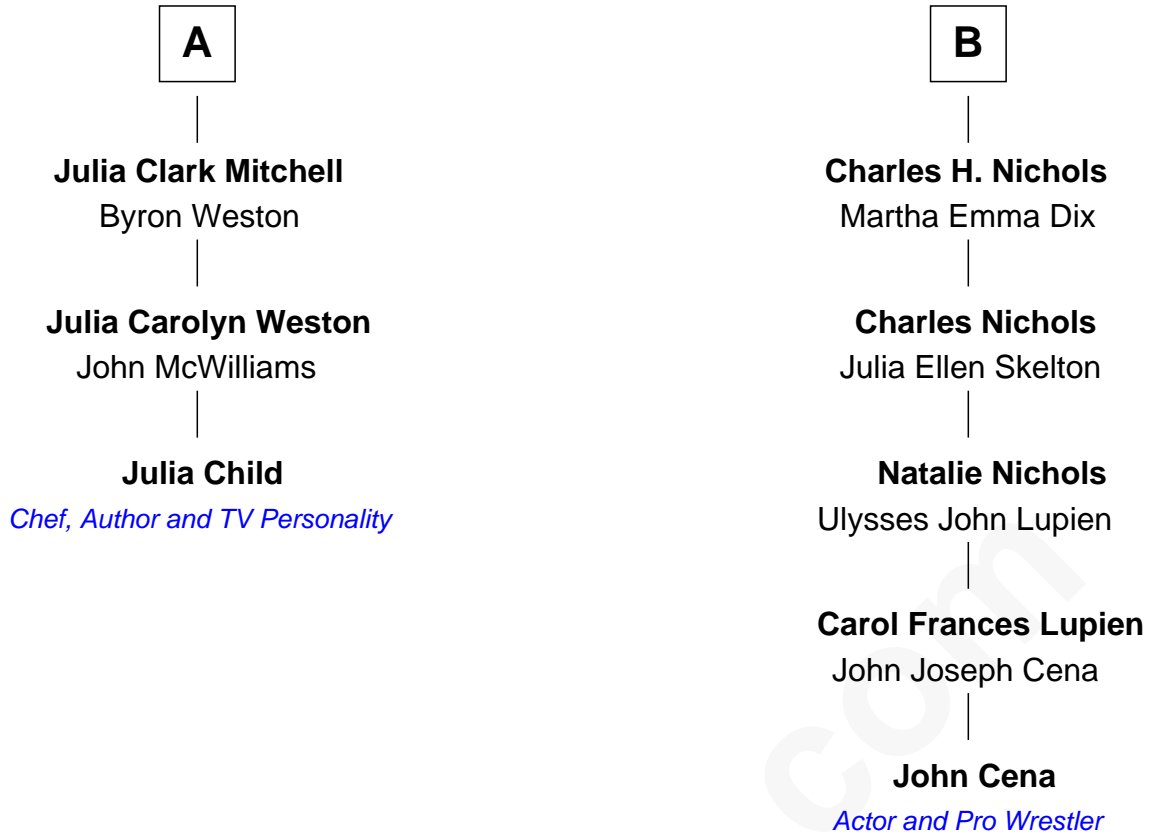 A
Julia Clark Mitchell
Byron Weston
Julia Carolyn Weston
John McWilliams
Julia Child
Chef, Author and TV Personality
B
Charles H. Nichols
Martha Emma Dix
Charles Nichols
Julia Ellen Skelton
Natalie Nichols
Ulysses John Lupien
Carol Frances Lupien
John Joseph Cena
John Cena
Actor and Pro Wrestler
com